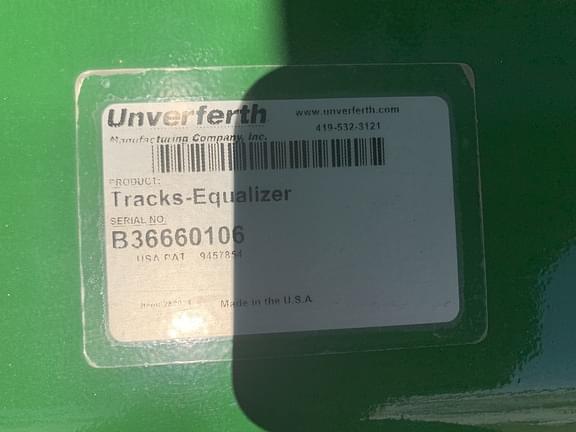 Unverferth
www.unverferth.com
Manufacturing Company, Inc.
419-532-3121
PRODUCT:
Tracks-Equalizer
SERIAL NO.
B36660106
USA PAT. 9457854
Made in the U.S.A.